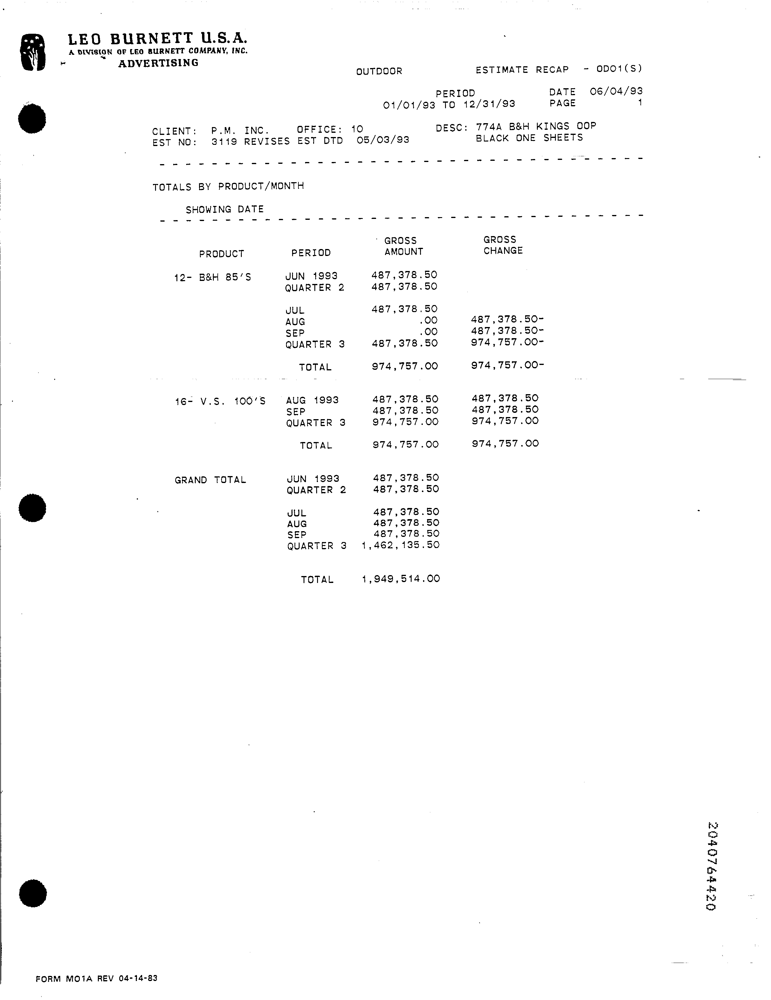 LEO BURNETT U.S.A.
A DIVISION OF LEO BURNETT COMPANY, INC.
ADVERTISING
OUTDOOR ESTIMATE RECAP - OD01(S)
PERIOD DATE 06/04/93
01/01/93 TO 12/31/93 PAGE 1
CLIENT: P.M. INC. OFFICE: 10 DESC: 774A B&H KINGS OOP
EST NO: 3119 REVISES EST DTD 05/03/93 BLACK ONE SHEETS
TOTALS BY PRODUCT/MONTH
SHOWING DATE
GROSS GROSS
PRODUCT PERIOD AMOUNT CHANGE
12- B&H 85'S JUN 1993 487,378.50
QUARTER 2 487,378.50
JUL 487,378.50
AUG .00 487,378.50-
SEP .00 487,378.50-
QUARTER 3 487,378.50 974,757.00-
TOTAL 974,757.00 974,757.00-
16- V.S. 100'S AUG 1993 487,378.50 487,378.50
SEP 487,378.50 487,378.50
QUARTER 3 974,757.00 974,757.00
TOTAL 974,757.00 974,757.00
GRAND TOTAL JUN 1993 487,378.50
QUARTER 2 487,378.50
JUL 487,378.50
AUG 487,378.50
SEP 487,378.50
QUARTER 3 1,462,135.50
TOTAL 1,949,514.00
2040764420
FORM MO1A REV 04-14-83